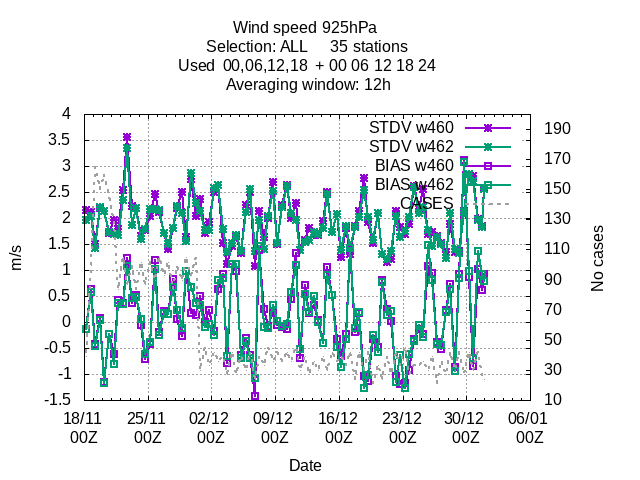 Wind speed 925hPa
Selection: ALL     35 stations
Used  00,06,12,18  + 00 06 12 18 24
Averaging window: 12h
STDV w460
STDV w462
BIAS w460
BIAS w462
CASES
m/s
4
3.5
3
2.5
2
1.5
1
0.5
0
-0.5
-1
-1.5
No cases
190
170
150
130
110
90
70
50
30
10
18/11 25/11 02/12 09/12 16/12 23/12 30/12 06/01
00Z 00Z 00Z 00Z 00Z 00Z 00Z 00Z
Date